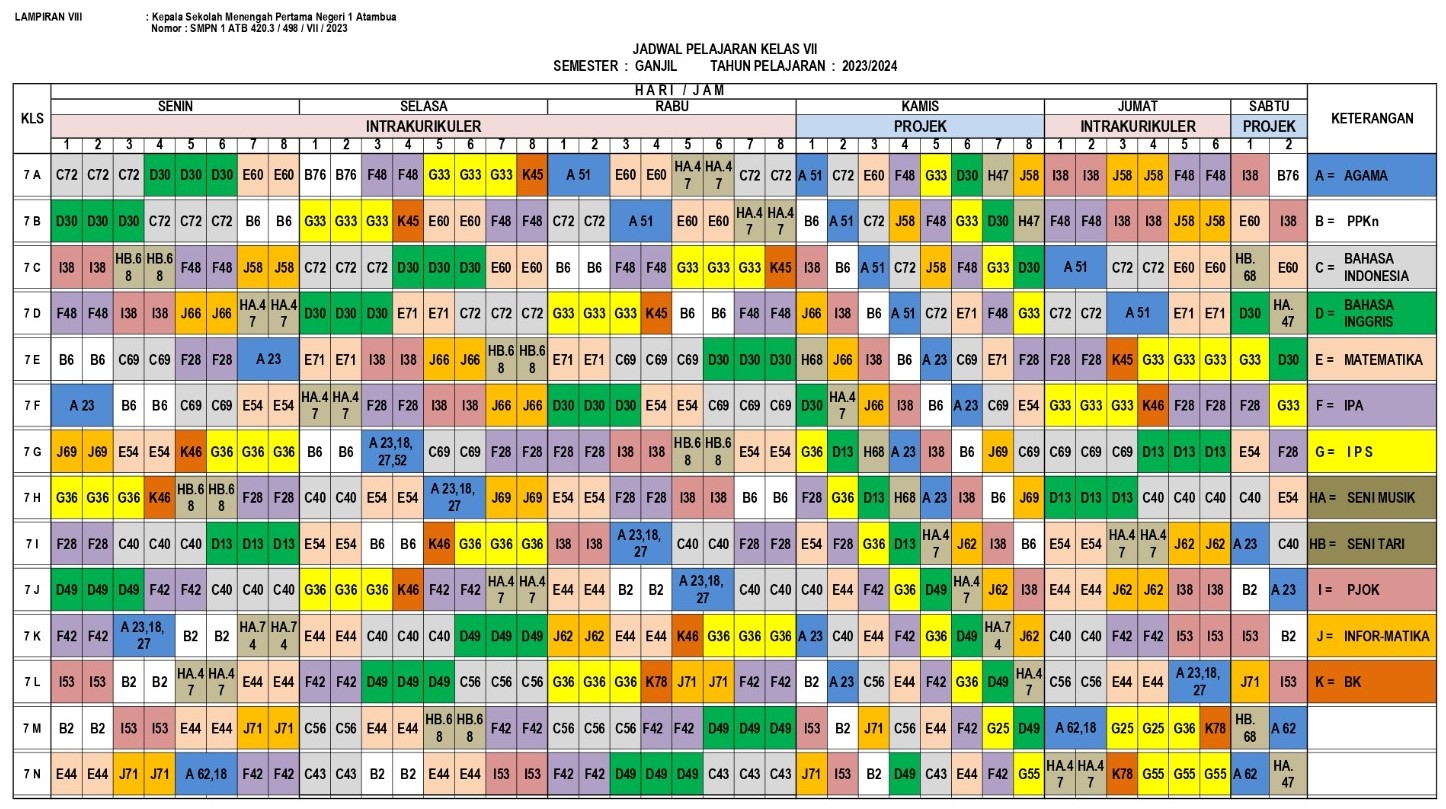 LAMPIRAN VIII : Kepala Sekolah Menengah Pertama Negeri 1 Atambua
Nomor : SMPN 1 ATB 420.3 / 498 / VII / 2023
JADWAL PELAJARAN KELAS VII
SEMESTER : GANJIL TAHUN PELAJARAN : 2023/2024
KLS HARI / JAM KETERANGAN
SENIN SELASA RABU KAMIS JUMAT SABTU
INTRAKURIKULER PROJEK INTRAKURIKULER PROJEK
1 2 3 4 5 6 7 8 1 2 3 4 5 6 7 8 1 2 3 4 5 6 7 8 1 2 3 4 5 6 7 8 1 2 3 4 5 6 1 2
7 A C72 C72 C72 D30 D30 D30 E60 E60 B76 B76 F48 F48 G33 G33 G33 K45 A 51 E60 E60 HA.47 HA.47 C72 C72 A 51 C72 E60 F48 G33 D30 H47 J58 I38 I38 J58 J58 F48 F48 I38 B76 A = AGAMA
7 B D30 D30 D30 C72 C72 C72 B6 B6 G33 G33 G33 K45 E60 E60 F48 F48 C72 C72 A 51 E60 E60 HA.47 HA.47 B6 A 51 C72 J58 F48 G33 D30 H47 F48 F48 I38 I38 J58 J58 E60 I38 B = PPKn
7 C I38 I38 HB.68 HB.68 F48 F48 J58 J58 C72 C72 C72 D30 D30 D30 E60 E60 B6 B6 F48 F48 G33 G33 G33 K45 I38 B6 A 51 C72 J58 F48 G33 D30 A 51 C72 C72 E60 E60 HB.68 E60 C = BAHASA INDONESIA
7 D F48 F48 I38 I38 J66 J66 HA.47 HA.47 D30 D30 D30 E71 E71 C72 C72 C72 G33 G33 G33 K45 B6 B6 F48 F48 J66 I38 B6 A 51 C72 E71 F48 G33 C72 C72 A 51 E71 E71 D30 HA.47 D = BAHASA INGGRIS
7 E B6 B6 C69 C69 F28 F28 A 23 E71 E71 I38 I38 J66 J66 HB.68 HB.68 E71 E71 C69 C69 C69 D30 D30 D30 H68 J66 I38 B6 A 23 C69 E71 F28 F28 F28 K45 G33 G33 G33 G33 D30 E = MATEMATIKA
7 F A 23 B6 B6 C69 C69 E54 E54 HA.47 HA.47 F28 F28 I38 I38 J66 J66 D30 D30 D30 E54 E54 C69 C69 C69 D30 HA.47 J66 I38 B6 A 23 C69 E54 G33 G33 G33 K46 F28 F28 F28 G33 F = IPA
7 G J69 J69 E54 E54 K46 G36 G36 G36 B6 B6 A 23,18,27,52 C69 C69 F28 F28 F28 F28 I38 I38 HB.68 HB.68 E54 E54 G36 D13 H68 A 23 I38 B6 J69 C69 C69 C69 C69 D13 D13 D13 E54 F28 G = I P S
7 H G36 G36 G36 K46 HB.68 HB.68 F28 F28 C40 C40 E54 E54 A 23,18,27 J69 J69 E54 E54 F28 F28 I38 I38 B6 B6 F28 G36 D13 H68 A 23 I38 B6 J69 D13 D13 D13 C40 C40 C40 C40 E54 HA = SENI MUSIK
7 I F28 F28 C40 C40 C40 D13 D13 D13 E54 E54 B6 B6 K46 G36 G36 G36 I38 I38 A 23,18,27 C40 C40 F28 F28 E54 F28 G36 D13 HA.47 J62 I38 B6 E54 E54 HA.47 HA.47 J62 J62 A 23 C40 HB = SENI TARI
7 J D49 D49 D49 F42 F42 C40 C40 C40 G36 G36 G36 K46 F42 F42 HA.47 HA.47 E44 E44 B2 B2 A 23,18,27 C40 C40 C40 E44 F42 G36 D49 HA.47 J62 I38 E44 E44 J62 J62 I38 I38 B2 A 23 I = PJOK
7 K F42 F42 A 23,18,27 B2 B2 HA.74 HA.74 E44 E44 C40 C40 C40 D49 D49 D49 J62 J62 E44 E44 K46 G36 G36 G36 A 23 C40 E44 F42 G36 D49 HA.74 J62 C40 C40 F42 F42 I53 I53 I53 B2 J = INFOR-MATIKA
7 L I53 I53 B2 B2 HA.47 HA.47 E44 E44 F42 F42 D49 D49 D49 C56 C56 C56 G36 G36 G36 K78 J71 J71 F42 F42 B2 A 23 C56 E44 F42 G36 D49 HA.47 C56 C56 E44 E44 A 23,18,27 J71 I53 K = BK
7 M B2 B2 I53 I53 E44 E44 J71 J71 C56 C56 E44 E44 HB.68 HB.68 F42 F42 C56 C56 C56 F42 F42 D49 D49 D49 I53 B2 J71 C56 E44 F42 G25 D49 A 62,18 G25 G25 G36 K78 HB.68 A 62
7 N E44 E44 J71 J71 A 62,18 F42 F42 C43 C43 B2 B2 E44 E44 I53 I53 F42 F42 D49 D49 D49 C43 C43 C43 J71 I53 B2 D49 C43 E44 F42 G55 HA.47 HA.47 K78 G55 G55 G55 A 62 HA.47